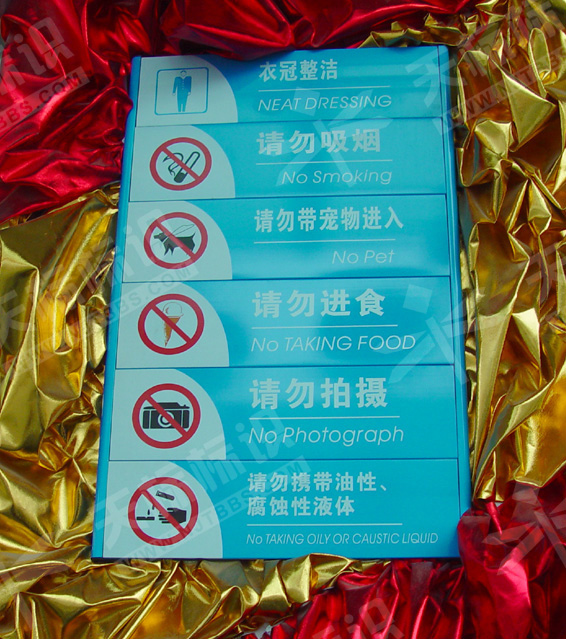 衣冠整洁
NEAT DRESSING
请勿吸烟
No Smoking
请勿带宠物进入
No Pet
请勿进食
No TAKING FOOD
请勿拍摄
No Photograph
请勿携带油性、
腐蚀性液体
No TAKING OILY OR CAUSTIC LIQUID